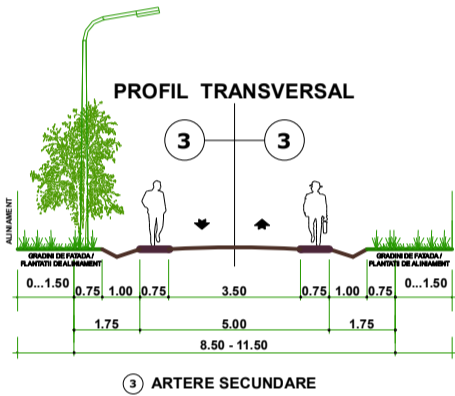 PROFIL TRANSVERSAL
3 3
ALINIAMENT
GRADINI DE FATADA / GRADINI DE FATADA /
PLANTATII DE ALINIAMENT PLANTATII DE ALINIAMENT
0...1.50 0.75 1.00 0.75 3.50 0.75 1.00 0.75 0...1.50
1.75 5.00 1.75
8.50 - 11.50
3 ARTERE SECUNDARE